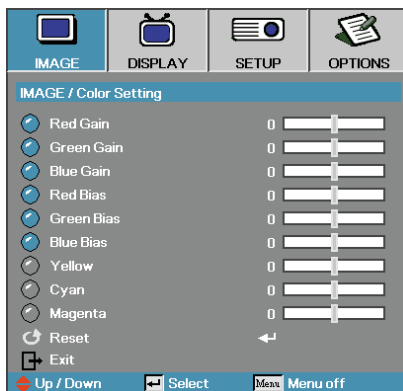 IMAGE DISPLAY SETUP OPTIONS
IMAGE / Color Setting
Red Gain 0
Green Gain 0
Blue Gain 0
Red Bias 0
Green Bias 0
Blue Bias 0
Yellow 0
Cyan 0
Magenta 0
Reset
Exit
Up / Down Select Menu Menu off